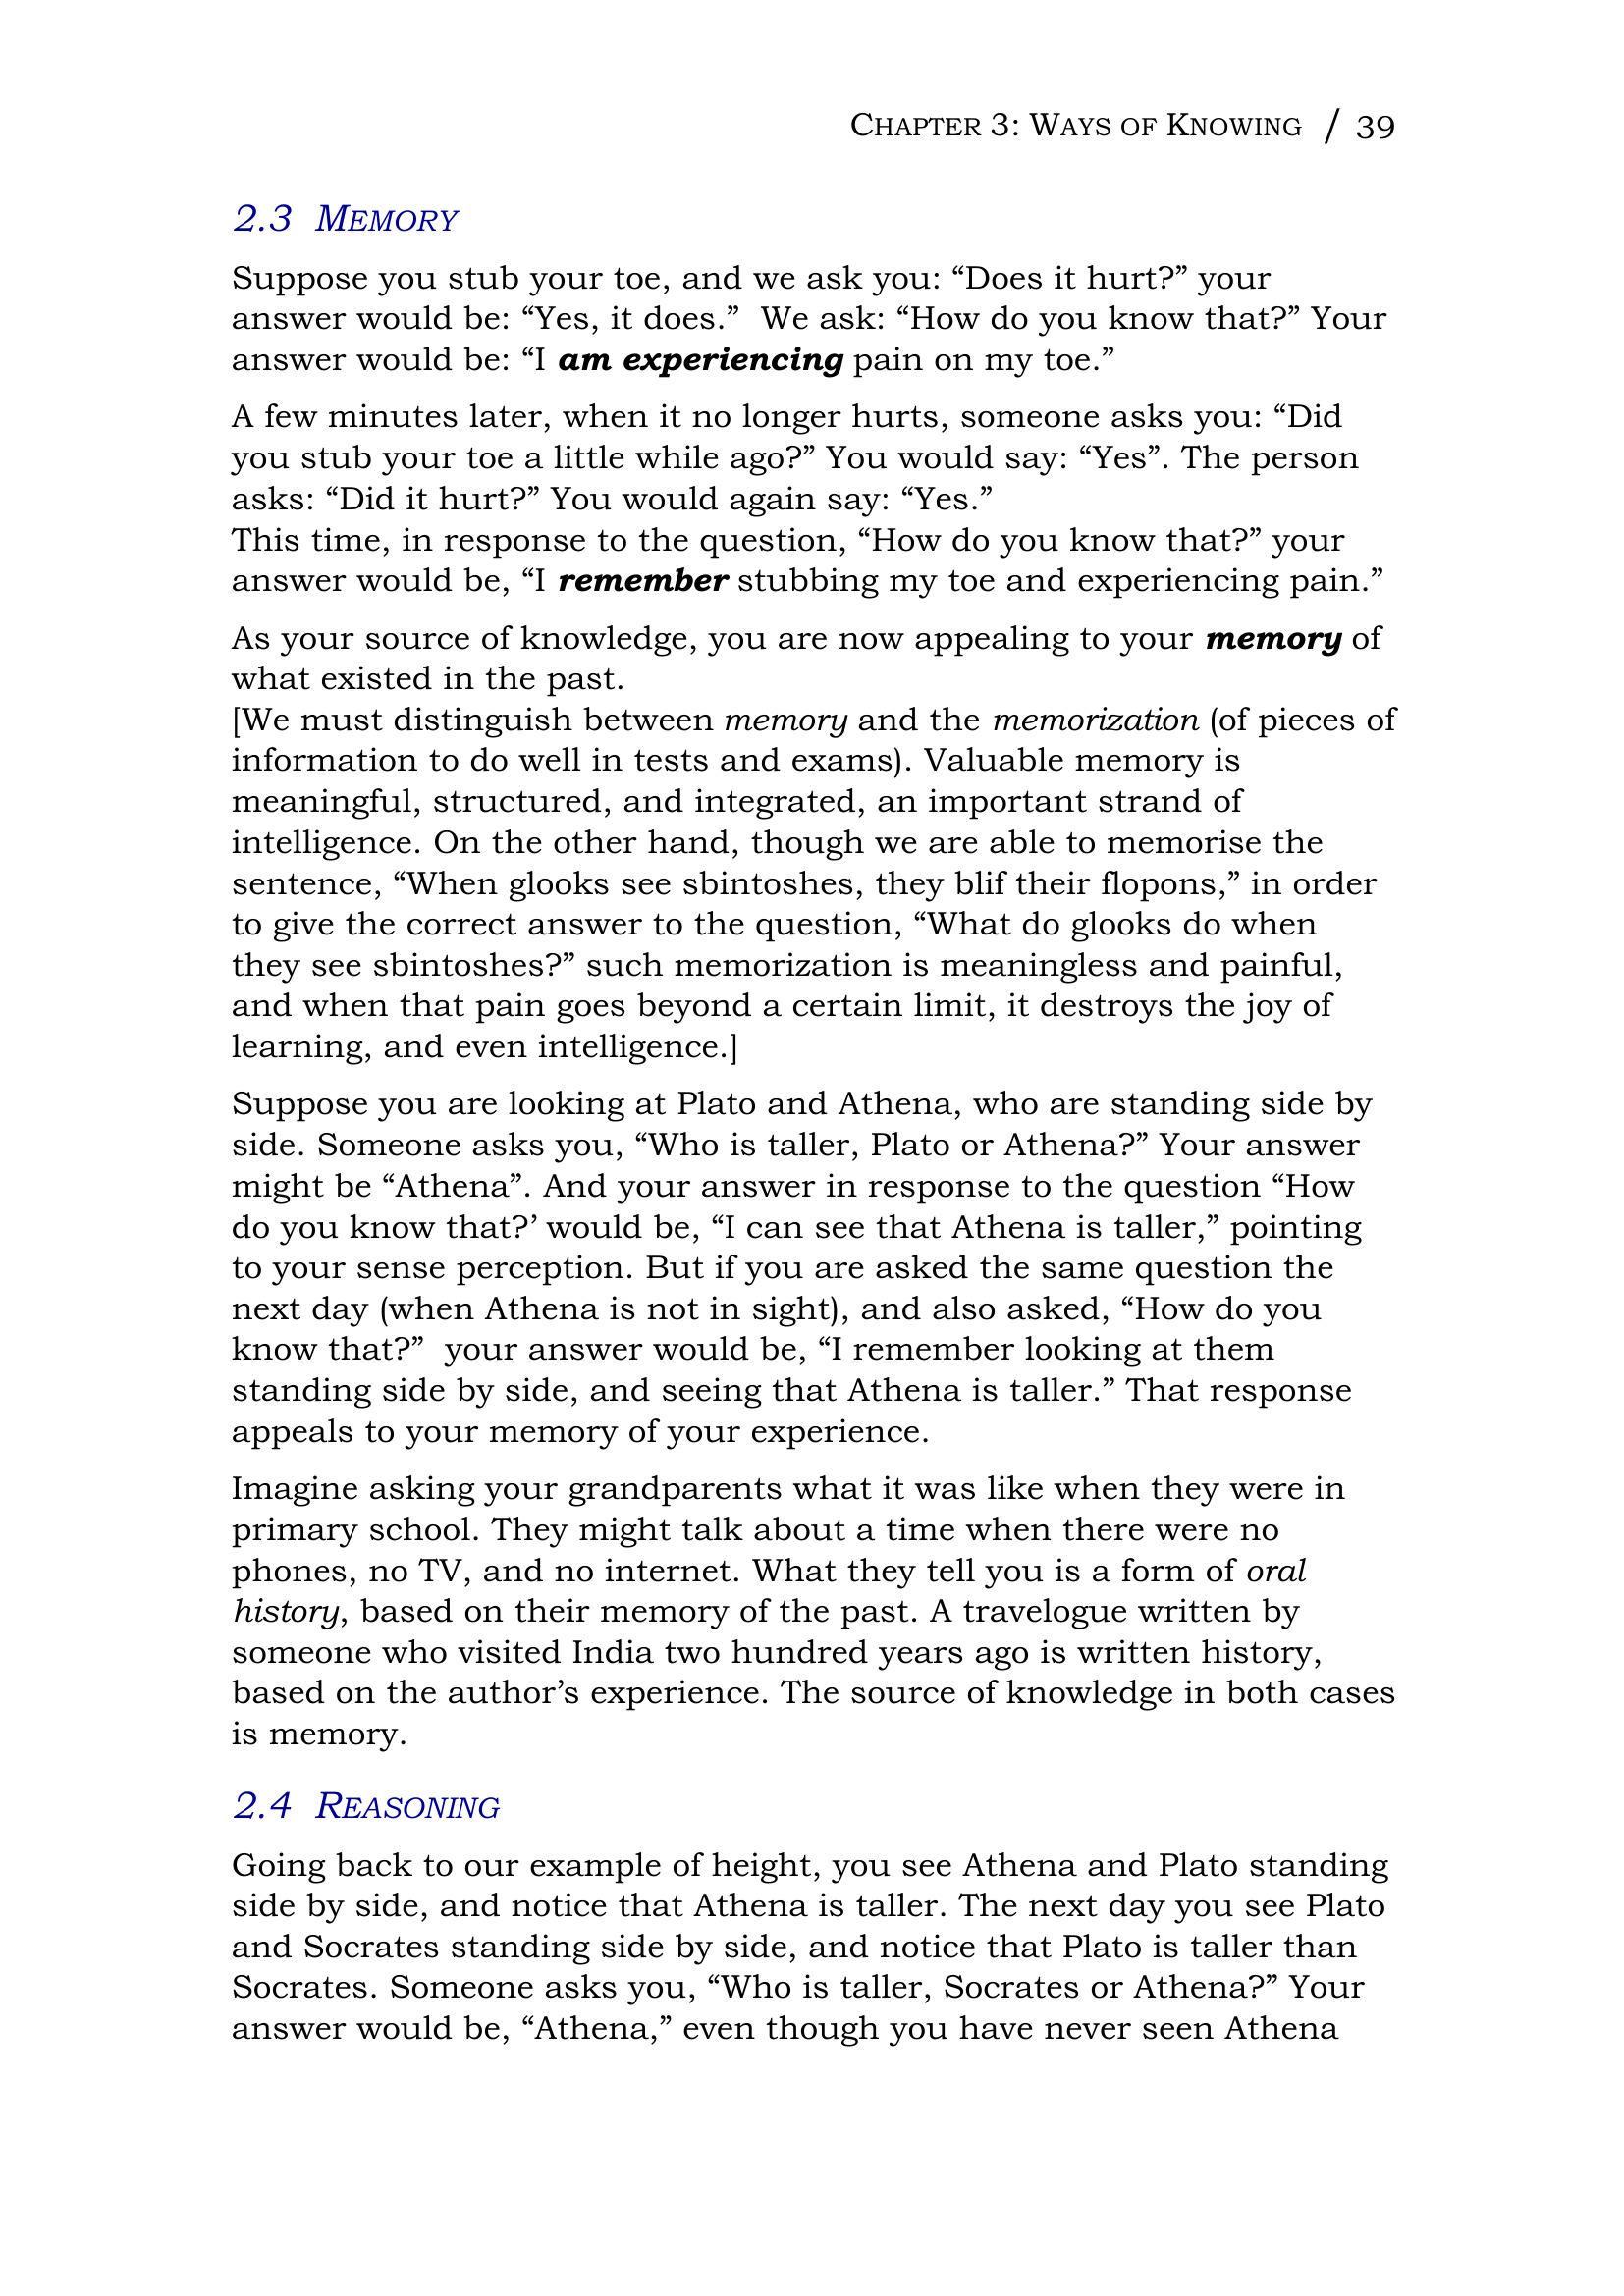 CHAPTER 3: WAYS OF KNOWING / 39
2.3 MEMORY
Suppose you stub your toe, and we ask you: “Does it hurt?” your
answer would be: “Yes, it does.”  We ask: “How do you know that?” Your
answer would be: “I am experiencing pain on my toe.”
A few minutes later, when it no longer hurts, someone asks you: “Did
you stub your toe a little while ago?” You would say: “Yes”. The person
asks: “Did it hurt?” You would again say: “Yes.”
This time, in response to the question, “How do you know that?” your
answer would be, “I remember stubbing my toe and experiencing pain.”
As your source of knowledge, you are now appealing to your memory of
what existed in the past.
[We must distinguish between memory and the memorization (of pieces of
information to do well in tests and exams). Valuable memory is
meaningful, structured, and integrated, an important strand of
intelligence. On the other hand, though we are able to memorise the
sentence, “When glooks see sbintoshes, they blif their flopons,” in order
to give the correct answer to the question, “What do glooks do when
they see sbintoshes?” such memorization is meaningless and painful,
and when that pain goes beyond a certain limit, it destroys the joy of
learning, and even intelligence.]
Suppose you are looking at Plato and Athena, who are standing side by
side. Someone asks you, “Who is taller, Plato or Athena?” Your answer
might be “Athena”. And your answer in response to the question “How
do you know that?’ would be, “I can see that Athena is taller,” pointing
to your sense perception. But if you are asked the same question the
next day (when Athena is not in sight), and also asked, “How do you
know that?”  your answer would be, “I remember looking at them
standing side by side, and seeing that Athena is taller.” That response
appeals to your memory of your experience.
Imagine asking your grandparents what it was like when they were in
primary school. They might talk about a time when there were no
phones, no TV, and no internet. What they tell you is a form of oral
history, based on their memory of the past. A travelogue written by
someone who visited India two hundred years ago is written history,
based on the author’s experience. The source of knowledge in both cases
is memory.
2.4 REASONING
Going back to our example of height, you see Athena and Plato standing
side by side, and notice that Athena is taller. The next day you see Plato
and Socrates standing side by side, and notice that Plato is taller than
Socrates. Someone asks you, “Who is taller, Socrates or Athena?” Your
answer would be, “Athena,” even though you have never seen Athena